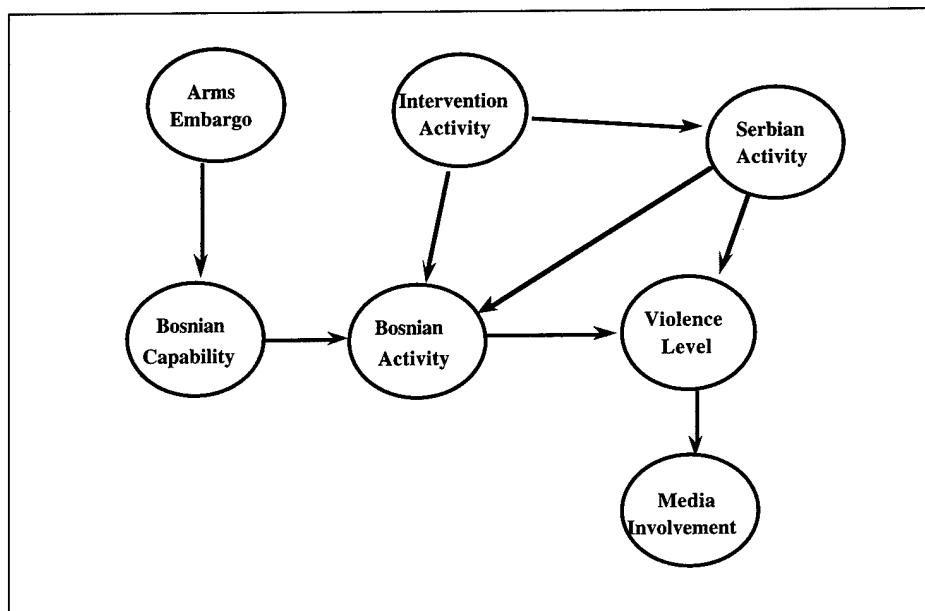 Arms
Embargo
Intervention
Activity
Serbian
Activity
Bosnian
Capability
Bosnian
Activity
Violence
Level
Media
Involvement